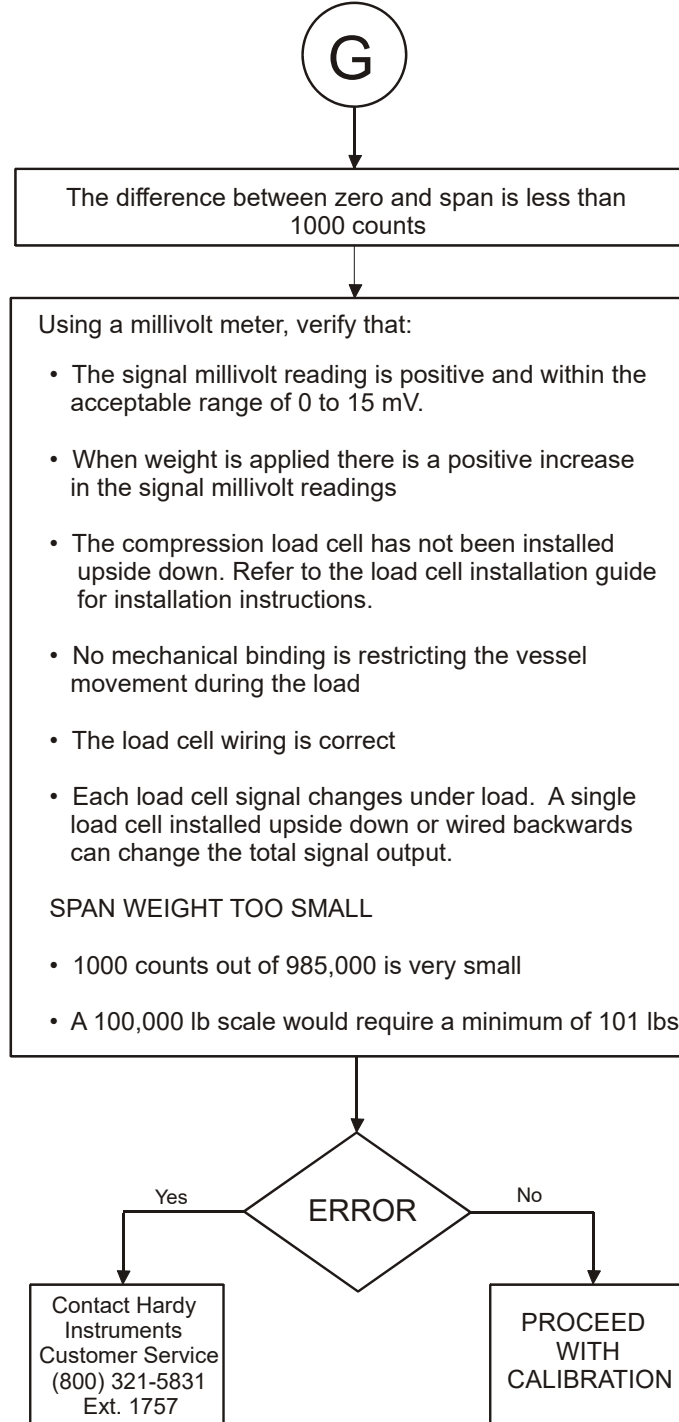 G
The difference between zero and span is less than
1000 counts
Using a millivolt meter, verify that:
• The signal millivolt reading is positive and within the
acceptable range of 0 to 15 mV.
• When weight is applied there is a positive increase
in the signal millivolt readings
• The compression load cell has not been installed
upside down. Refer to the load cell installation guide
for installation instructions.
• No mechanical binding is restricting the vessel
movement during the load
• The load cell wiring is correct
• Each load cell signal changes under load. A single
load cell installed upside down or wired backwards
can change the total signal output.
SPAN WEIGHT TOO SMALL
• 1000 counts out of 985,000 is very small
• A 100,000 lb scale would require a minimum of 101 lbs
ERROR
Yes
No
Contact Hardy
Instruments
Customer Service
(800) 321-5831
Ext. 1757
PROCEED
WITH
CALIBRATION